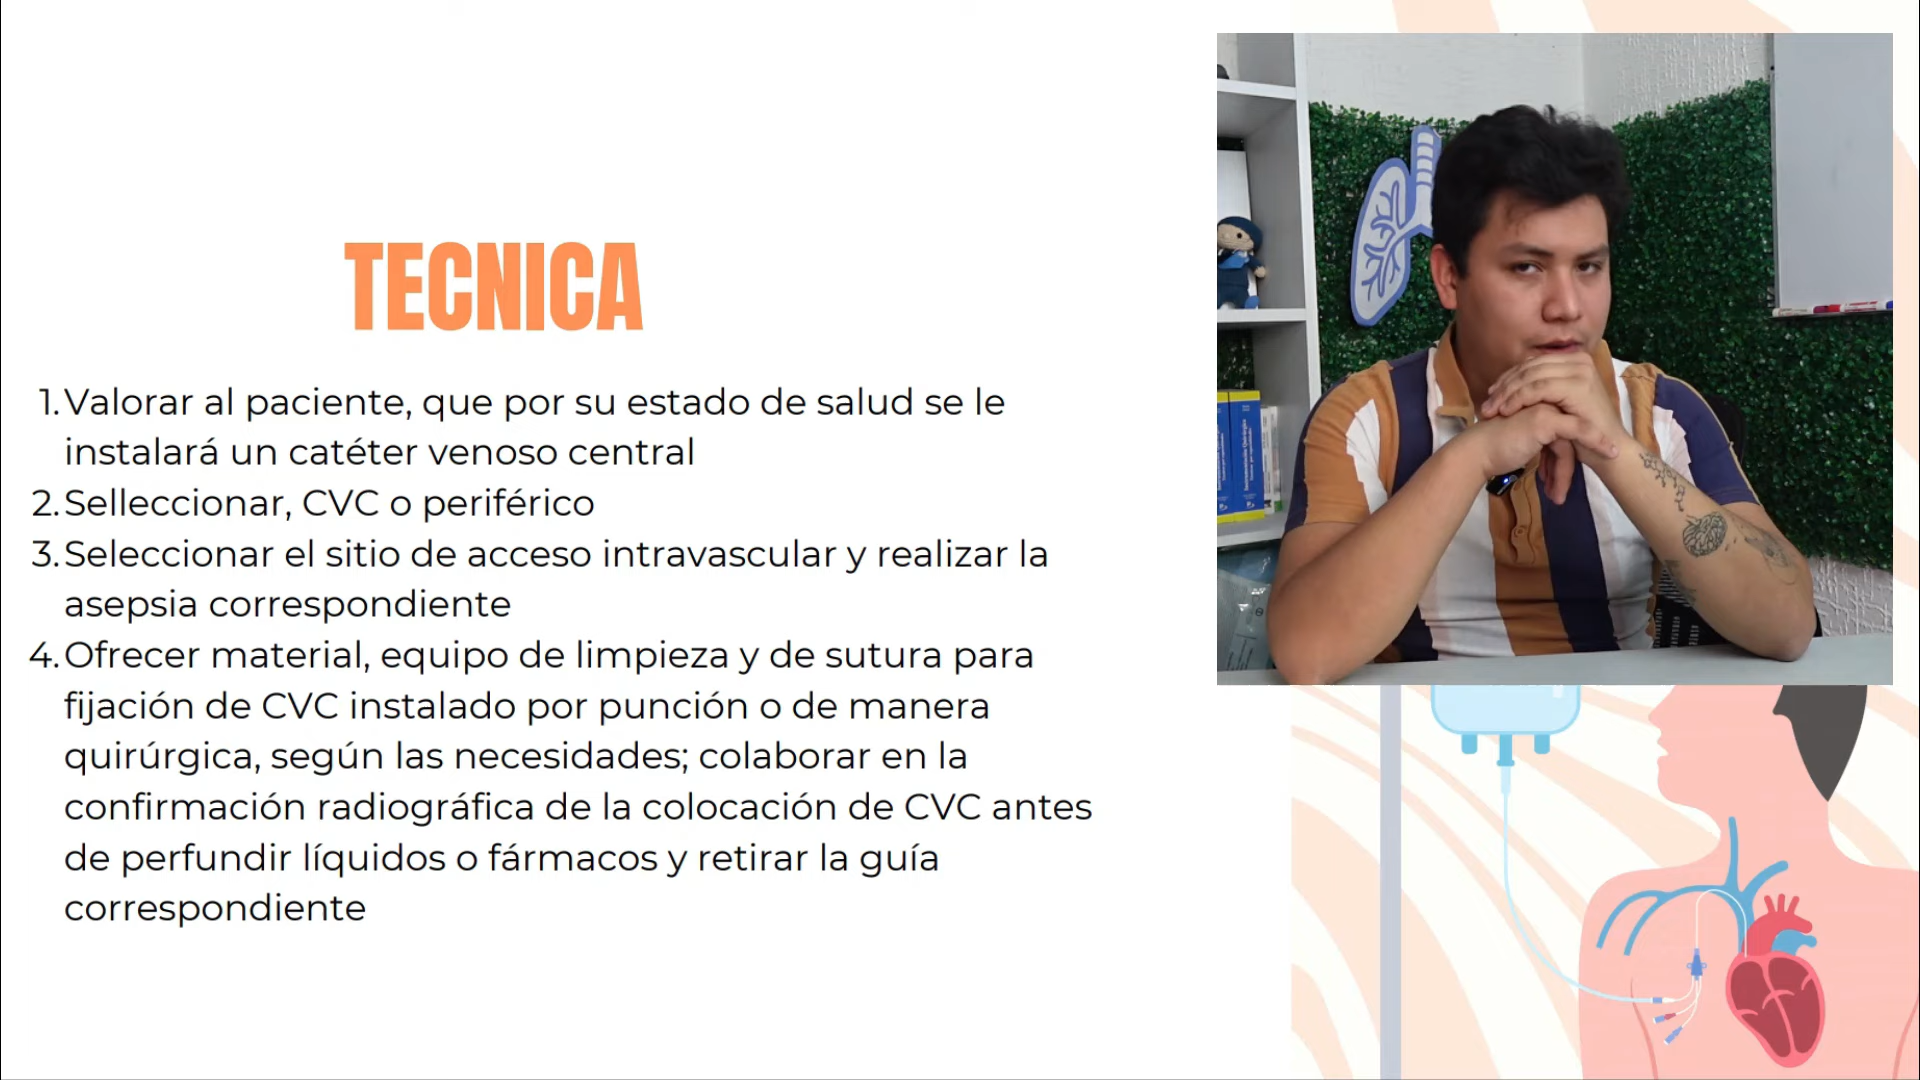 TECNICA
1. Valorar al paciente, que por su estado de salud se le
instalará un catéter venoso central
2. Selleccionar, CVC o periférico
3. Seleccionar el sitio de acceso intravascular y realizar la
asepsia correspondiente
4. Ofrecer material, equipo de limpieza y de sutura para
fijación de CVC instalado por punción o de manera
quirúrgica, según las necesidades; colaborar en la
confirmación radiográfica de la colocación de CVC antes
de perfundir líquidos o fármacos y retirar la guía
correspondiente